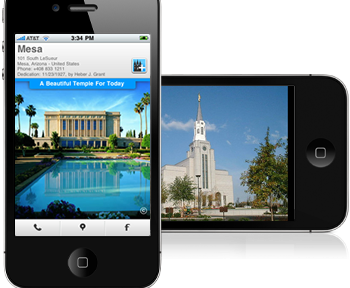 AT&T 3:34 PM
Mesa
101 South LeSueur
Mesa, Arizona - United States
Phone: +408 833 1211
Dedication: 11/23/1927, by Heber J. Grant
A Beautiful Temple For Today
©
f